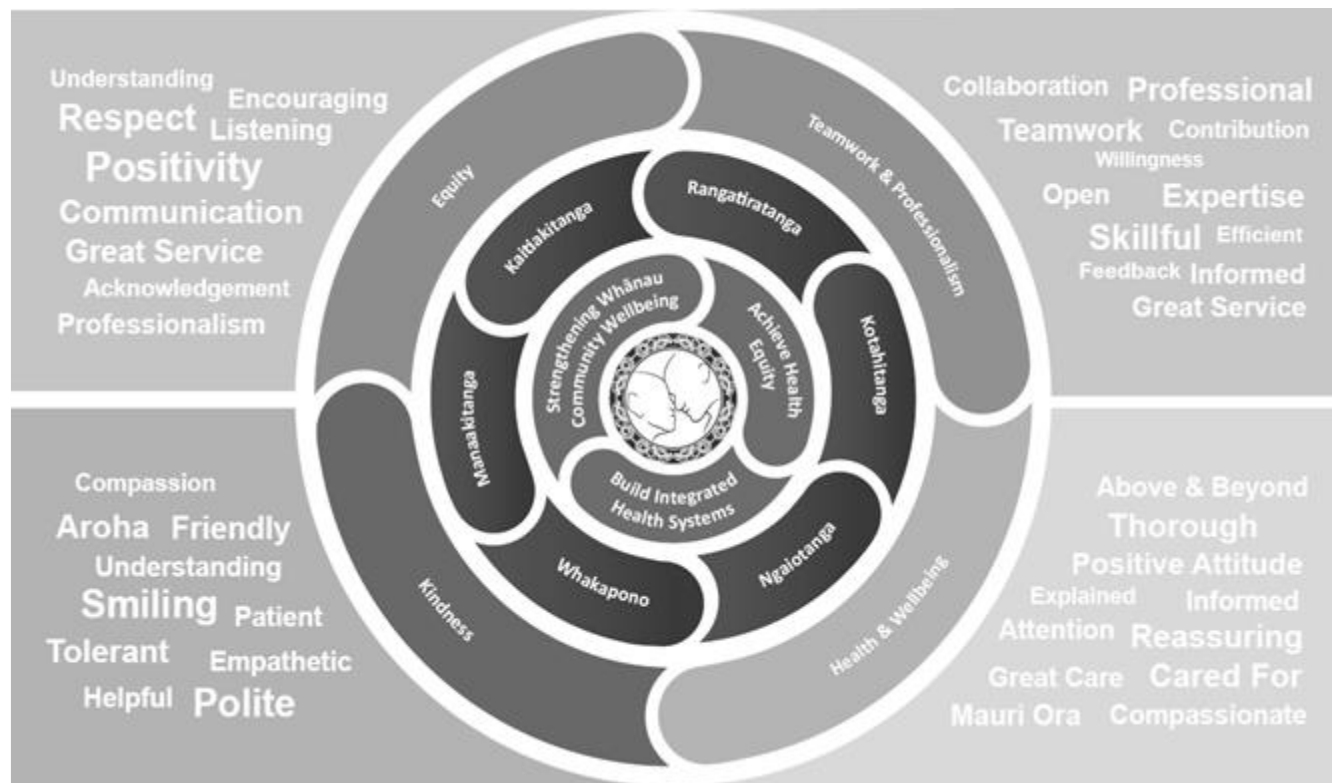 Understanding
Encouraging
Respect
Listening
Positivity
Communication
Great Service
Acknowledgement
Professionalism
Collaboration
Professional
Teamwork
Contribution
Willingness
Open
Expertise
Skillful
Efficient
Feedback
Informed
Great Service
Equity
Teamwork & Professionalism
Kaitiakitanga
Rangatiratanga
Strengthening Whānau
Community Wellbeing
Achieve Health
Equity
Kotahitanga
Manaakitanga
Build Integrated
Health Systems
Whakapono
Ngaiotanga
Kindness
Health & Wellbeing
Compassion
Aroha
Friendly
Understanding
Smiling
Patient
Tolerant
Empathetic
Helpful
Polite
Above & Beyond
Thorough
Positive Attitude
Explained
Informed
Attention
Reassuring
Great Care
Cared For
Mauri Ora
Compassionate